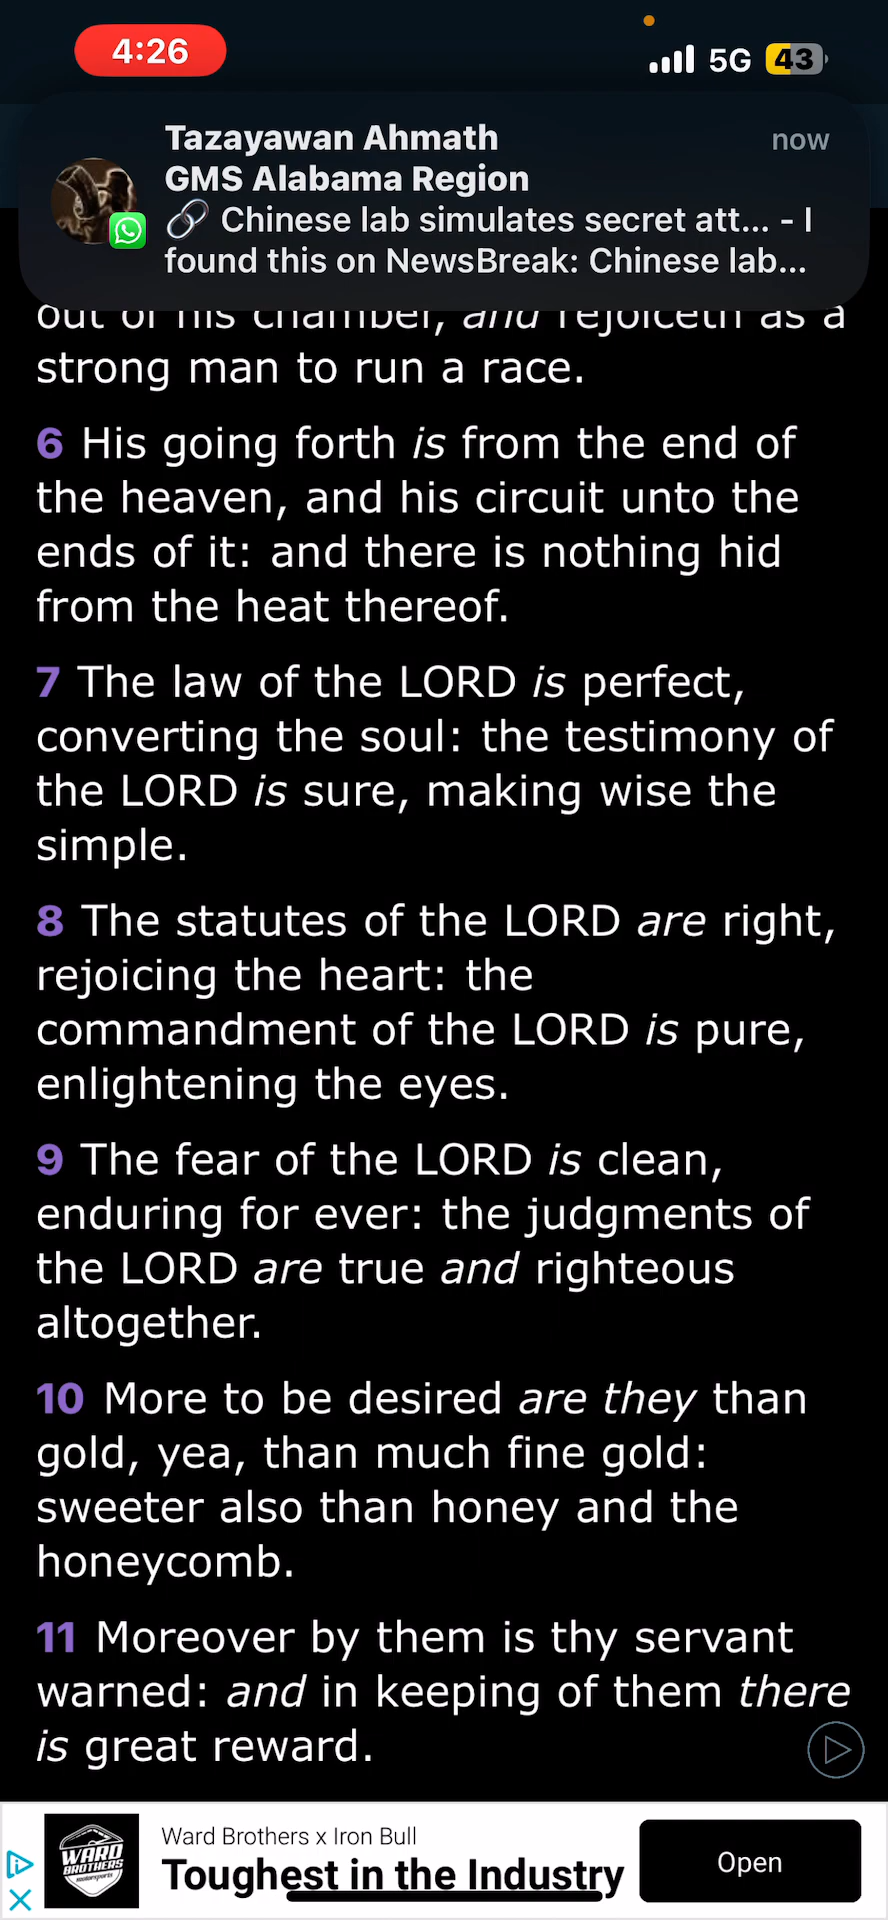 4:26
5G 43
Tazayawan Ahmath
now
GMS Alabama Region
🔗 Chinese lab simulates secret att... - I
found this on NewsBreak: Chinese lab...
out of his chamber, and rejoiceth as a
strong man to run a race.
6 His going forth is from the end of
the heaven, and his circuit unto the
ends of it: and there is nothing hid
from the heat thereof.
7 The law of the LORD is perfect,
converting the soul: the testimony of
the LORD is sure, making wise the
simple.
8 The statutes of the LORD are right,
rejoicing the heart: the
commandment of the LORD is pure,
enlightening the eyes.
9 The fear of the LORD is clean,
enduring for ever: the judgments of
the LORD are true and righteous
altogether.
10 More to be desired are they than
gold, yea, than much fine gold:
sweeter also than honey and the
honeycomb.
11 Moreover by them is thy servant
warned: and in keeping of them there
is great reward.
WARD
BROTHERS
motorsports
Ward Brothers x Iron Bull
Toughest in the Industry
Open